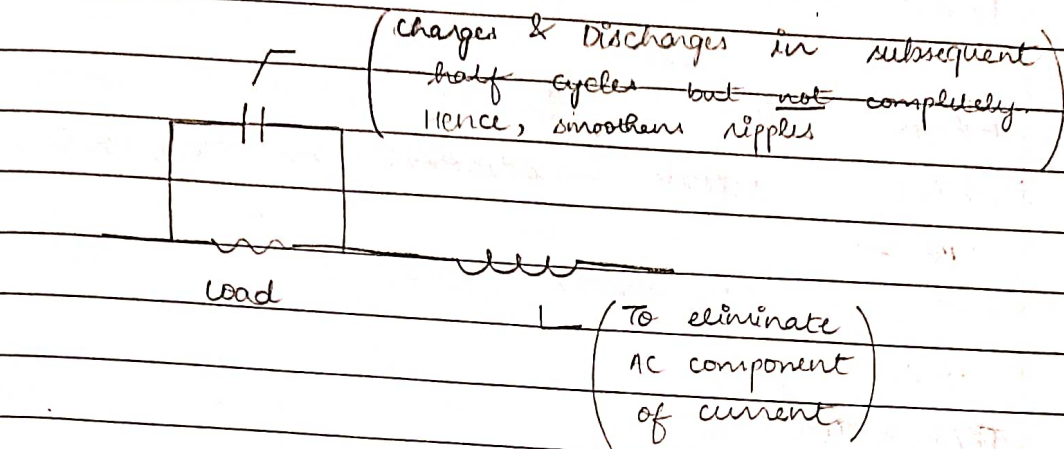 Charges & Discharges in subsequent
half cycles but not completely.
Hence, smoothens ripples
Load
To eliminate
AC component
of current.